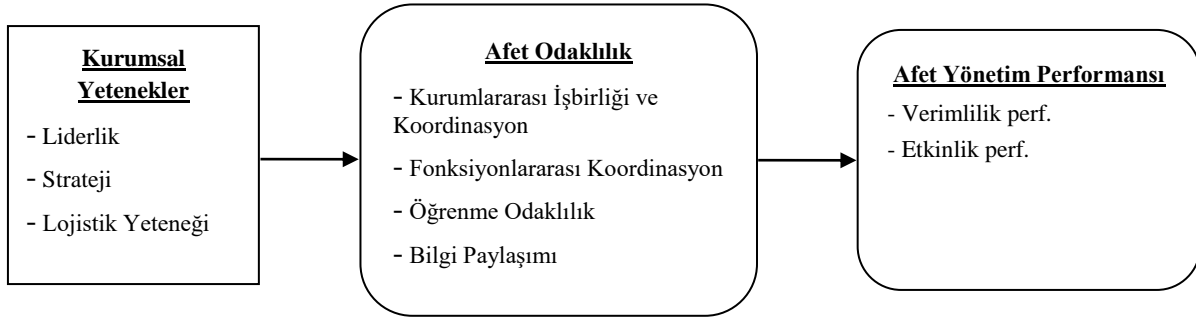 Kurumsal
Yetenekler
- Liderlik
- Strateji
- Lojistik Yeteneği
Afet Odaklılık
- Kurumlararası İşbirliği ve
Koordinasyon
- Fonksiyonlararası Koordinasyon
- Öğrenme Odaklılık
- Bilgi Paylaşımı
Afet Yönetim Performansı
- Verimlilik perf.
- Etkinlik perf.